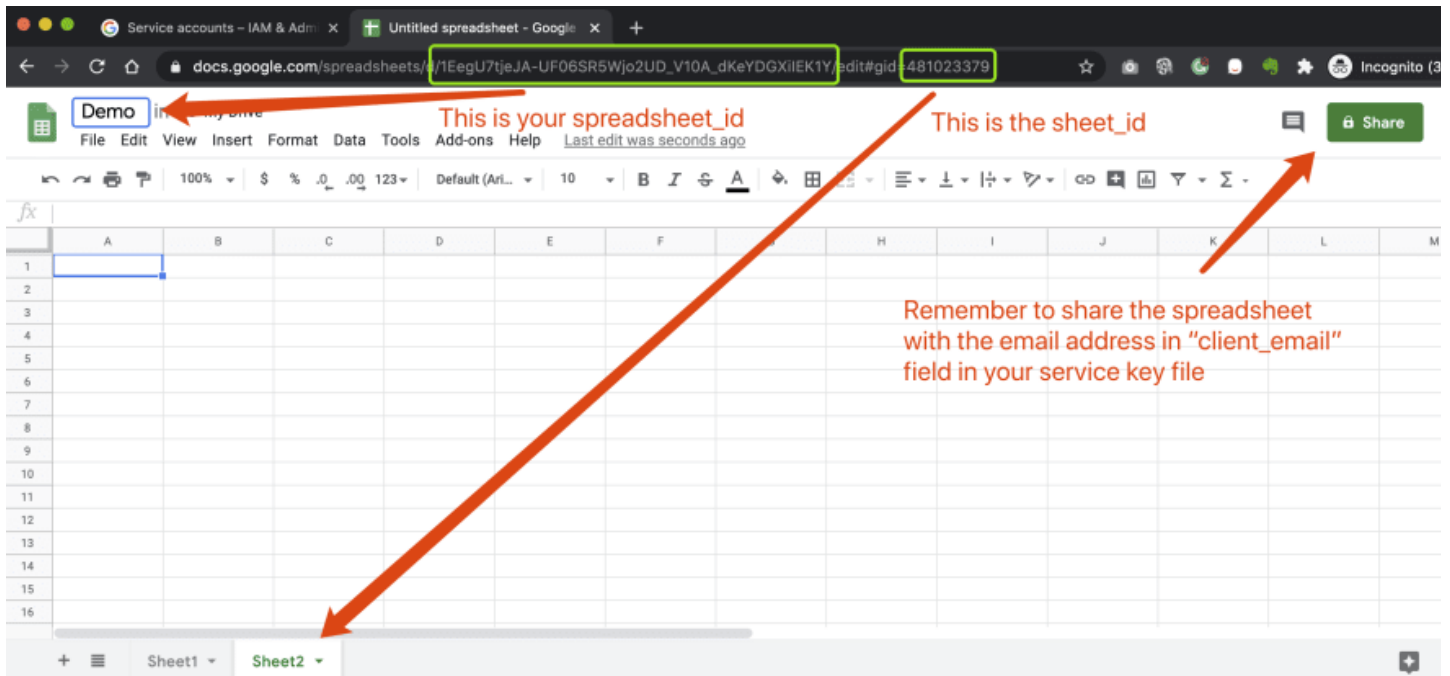 Service accounts – IAM & Adm
Untitled spreadsheet - Google
docs.google.com/spreadsheets/d/1EegU7tjeJA-UF06SR5Wjo2UD_V10A_dKeYDGXiIEK1Y/edit#gid=481023379
Incognito (3
Demo
This is your spreadsheet_id
This is the sheet_id
Share
File Edit View Insert Format Data Tools Add-ons Help Last edit was seconds ago
100% $ % .0 .00 123 Default (Ari... 10 B I S A
fx
A B C D E F H I J K L M
1
2
3
4
5
6
7
8
9
10
11
12
13
14
15
16
Remember to share the spreadsheet
with the email address in “client_email”
field in your service key file
Sheet1 Sheet2